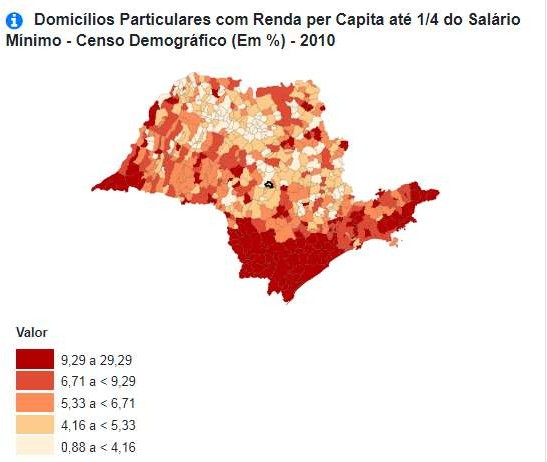 Domicílios Particulares com Renda per Capita até 1/4 do Salário
Mínimo - Censo Demográfico (Em %) - 2010
Valor
9,29 a 29,29
6,71 a < 9,29
5,33 a < 6,71
4,16 a < 5,33
0,88 a < 4,16